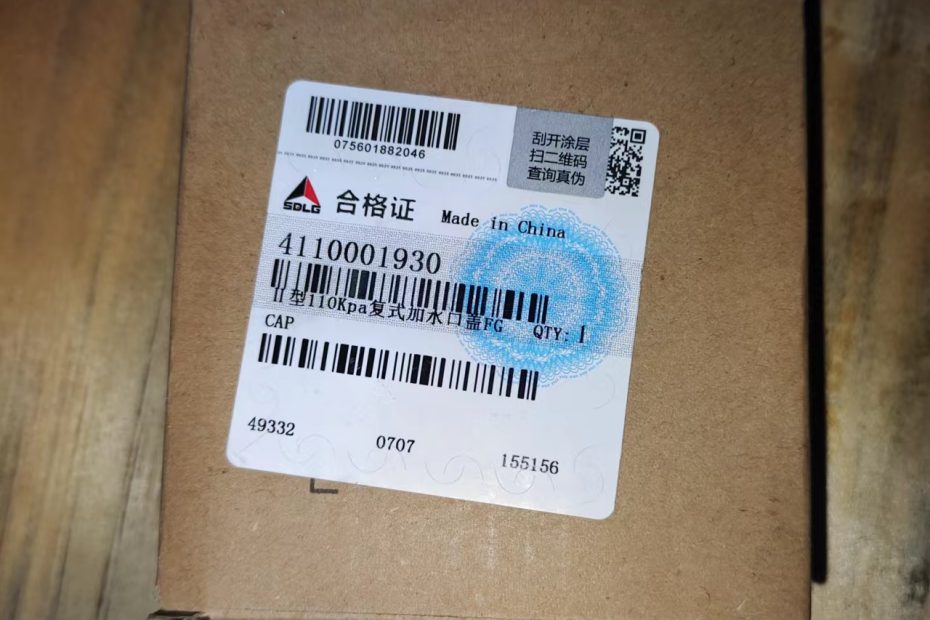 075601882046
刮开涂层
扫二维码
查询真伪
SDLG 合格证 Made in China
4110001930
II型110Kpa复式加水口盖FG QTY: 1
CAP
49332 0707 155156